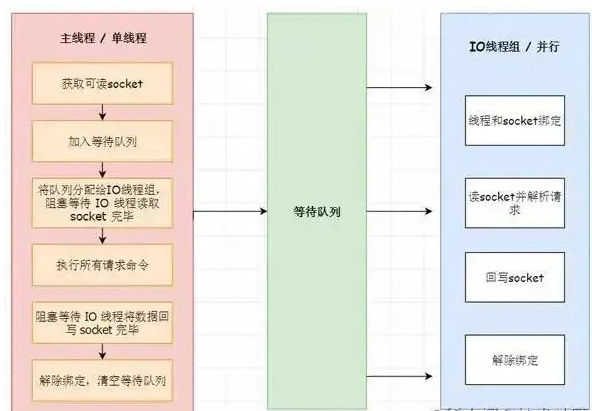 主线程 / 单线程
获取可读socket
加入等待队列
将队列分配给IO线程组,
阻塞等待 IO 线程读取
socket 完毕
执行所有请求命令
阻塞等待 IO 线程将数据回
写 socket 完毕
解除绑定, 清空等待队列
等待队列
IO线程组 / 并行
线程和socket绑定
读socket并解析请
求
回写socket
解除绑定